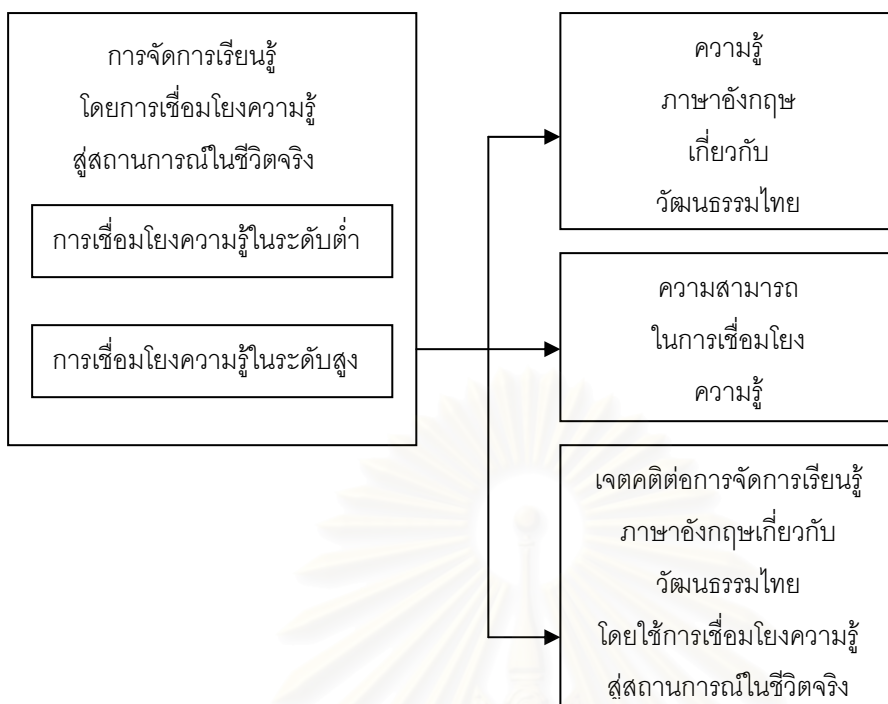 การจัดการเรียนรู้
โดยการเชื่อมโยงความรู้
สู่สถานการณ์ในชีวิตจริง
การเชื่อมโยงความรู้ในระดับต่ำ
การเชื่อมโยงความรู้ในระดับสูง
ความรู้
ภาษาอังกฤษ
เกี่ยวกับ
วัฒนธรรมไทย
ความสามารถ
ในการเชื่อมโยง
ความรู้
เจตคติต่อการจัดการเรียนรู้
ภาษาอังกฤษเกี่ยวกับ
วัฒนธรรมไทย
โดยใช้การเชื่อมโยงความรู้
สู่สถานการณ์ในชีวิตจริง